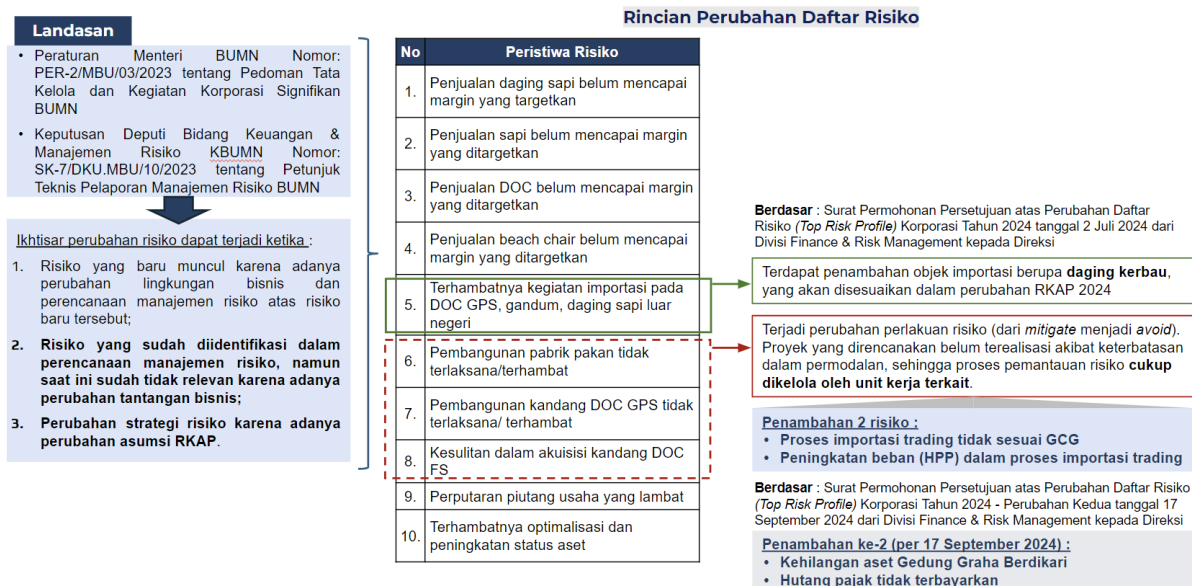 Rincian Perubahan Daftar Risiko
Landasan
• Peraturan Menteri BUMN Nomor:
PER-2/MBU/03/2023 tentang Pedoman Tata
Kelola dan Kegiatan Korporasi Signifikan
BUMN
• Keputusan Deputi Bidang Keuangan &
Manajemen Risiko KBUMN Nomor:
SK-7/DKU.MBU/10/2023 tentang Petunjuk
Teknis Pelaporan Manajemen Risiko BUMN
Ikhtisar perubahan risiko dapat terjadi ketika :
1. Risiko yang baru muncul karena adanya
perubahan lingkungan bisnis dan
perencanaan manajemen risiko atas risiko
baru tersebut;
2. Risiko yang sudah diidentifikasi dalam
perencanaan manajemen risiko, namun
saat ini sudah tidak relevan karena adanya
perubahan tantangan bisnis;
3. Perubahan strategi risiko karena adanya
perubahan asumsi RKAP.
No Peristiwa Risiko
1. Penjualan daging sapi belum mencapai
margin yang targetkan
2. Penjualan sapi belum mencapai margin
yang ditargetkan
3. Penjualan DOC belum mencapai margin
yang ditargetkan
4. Penjualan beach chair belum mencapai
margin yang ditargetkan
5. Terhambatnya kegiatan importasi pada
DOC GPS, gandum, daging sapi luar
negeri
6. Pembangunan pabrik pakan tidak
terlaksana/terhambat
7. Pembangunan kandang DOC GPS tidak
terlaksana/ terhambat
8. Kesulitan dalam akuisisi kandang DOC
FS
9. Perputaran piutang usaha yang lambat
10. Terhambatnya optimalisasi dan
peningkatan status aset
Berdasar : Surat Permohonan Persetujuan atas Perubahan Daftar
Risiko (Top Risk Profile) Korporasi Tahun 2024 tanggal 2 Juli 2024 dari
Divisi Finance & Risk Management kepada Direksi
Terdapat penambahan objek importasi berupa daging kerbau,
yang akan disesuaikan dalam perubahan RKAP 2024
Terjadi perubahan perlakuan risiko (dari mitigate menjadi avoid).
Proyek yang direncanakan belum terealisasi akibat keterbatasan
dalam permodalan, sehingga proses pemantauan risiko cukup
dikelola oleh unit kerja terkait.
Penambahan 2 risiko :
• Proses importasi trading tidak sesuai GCG
• Peningkatan beban (HPP) dalam proses importasi trading
Berdasar : Surat Permohonan Persetujuan atas Perubahan Daftar Risiko
(Top Risk Profile) Korporasi Tahun 2024 - Perubahan Kedua tanggal 17
September 2024 dari Divisi Finance & Risk Management kepada Direksi
Penambahan ke-2 (per 17 September 2024) :
• Kehilangan aset Gedung Graha Berdikari
• Hutang pajak tidak terbayarkan